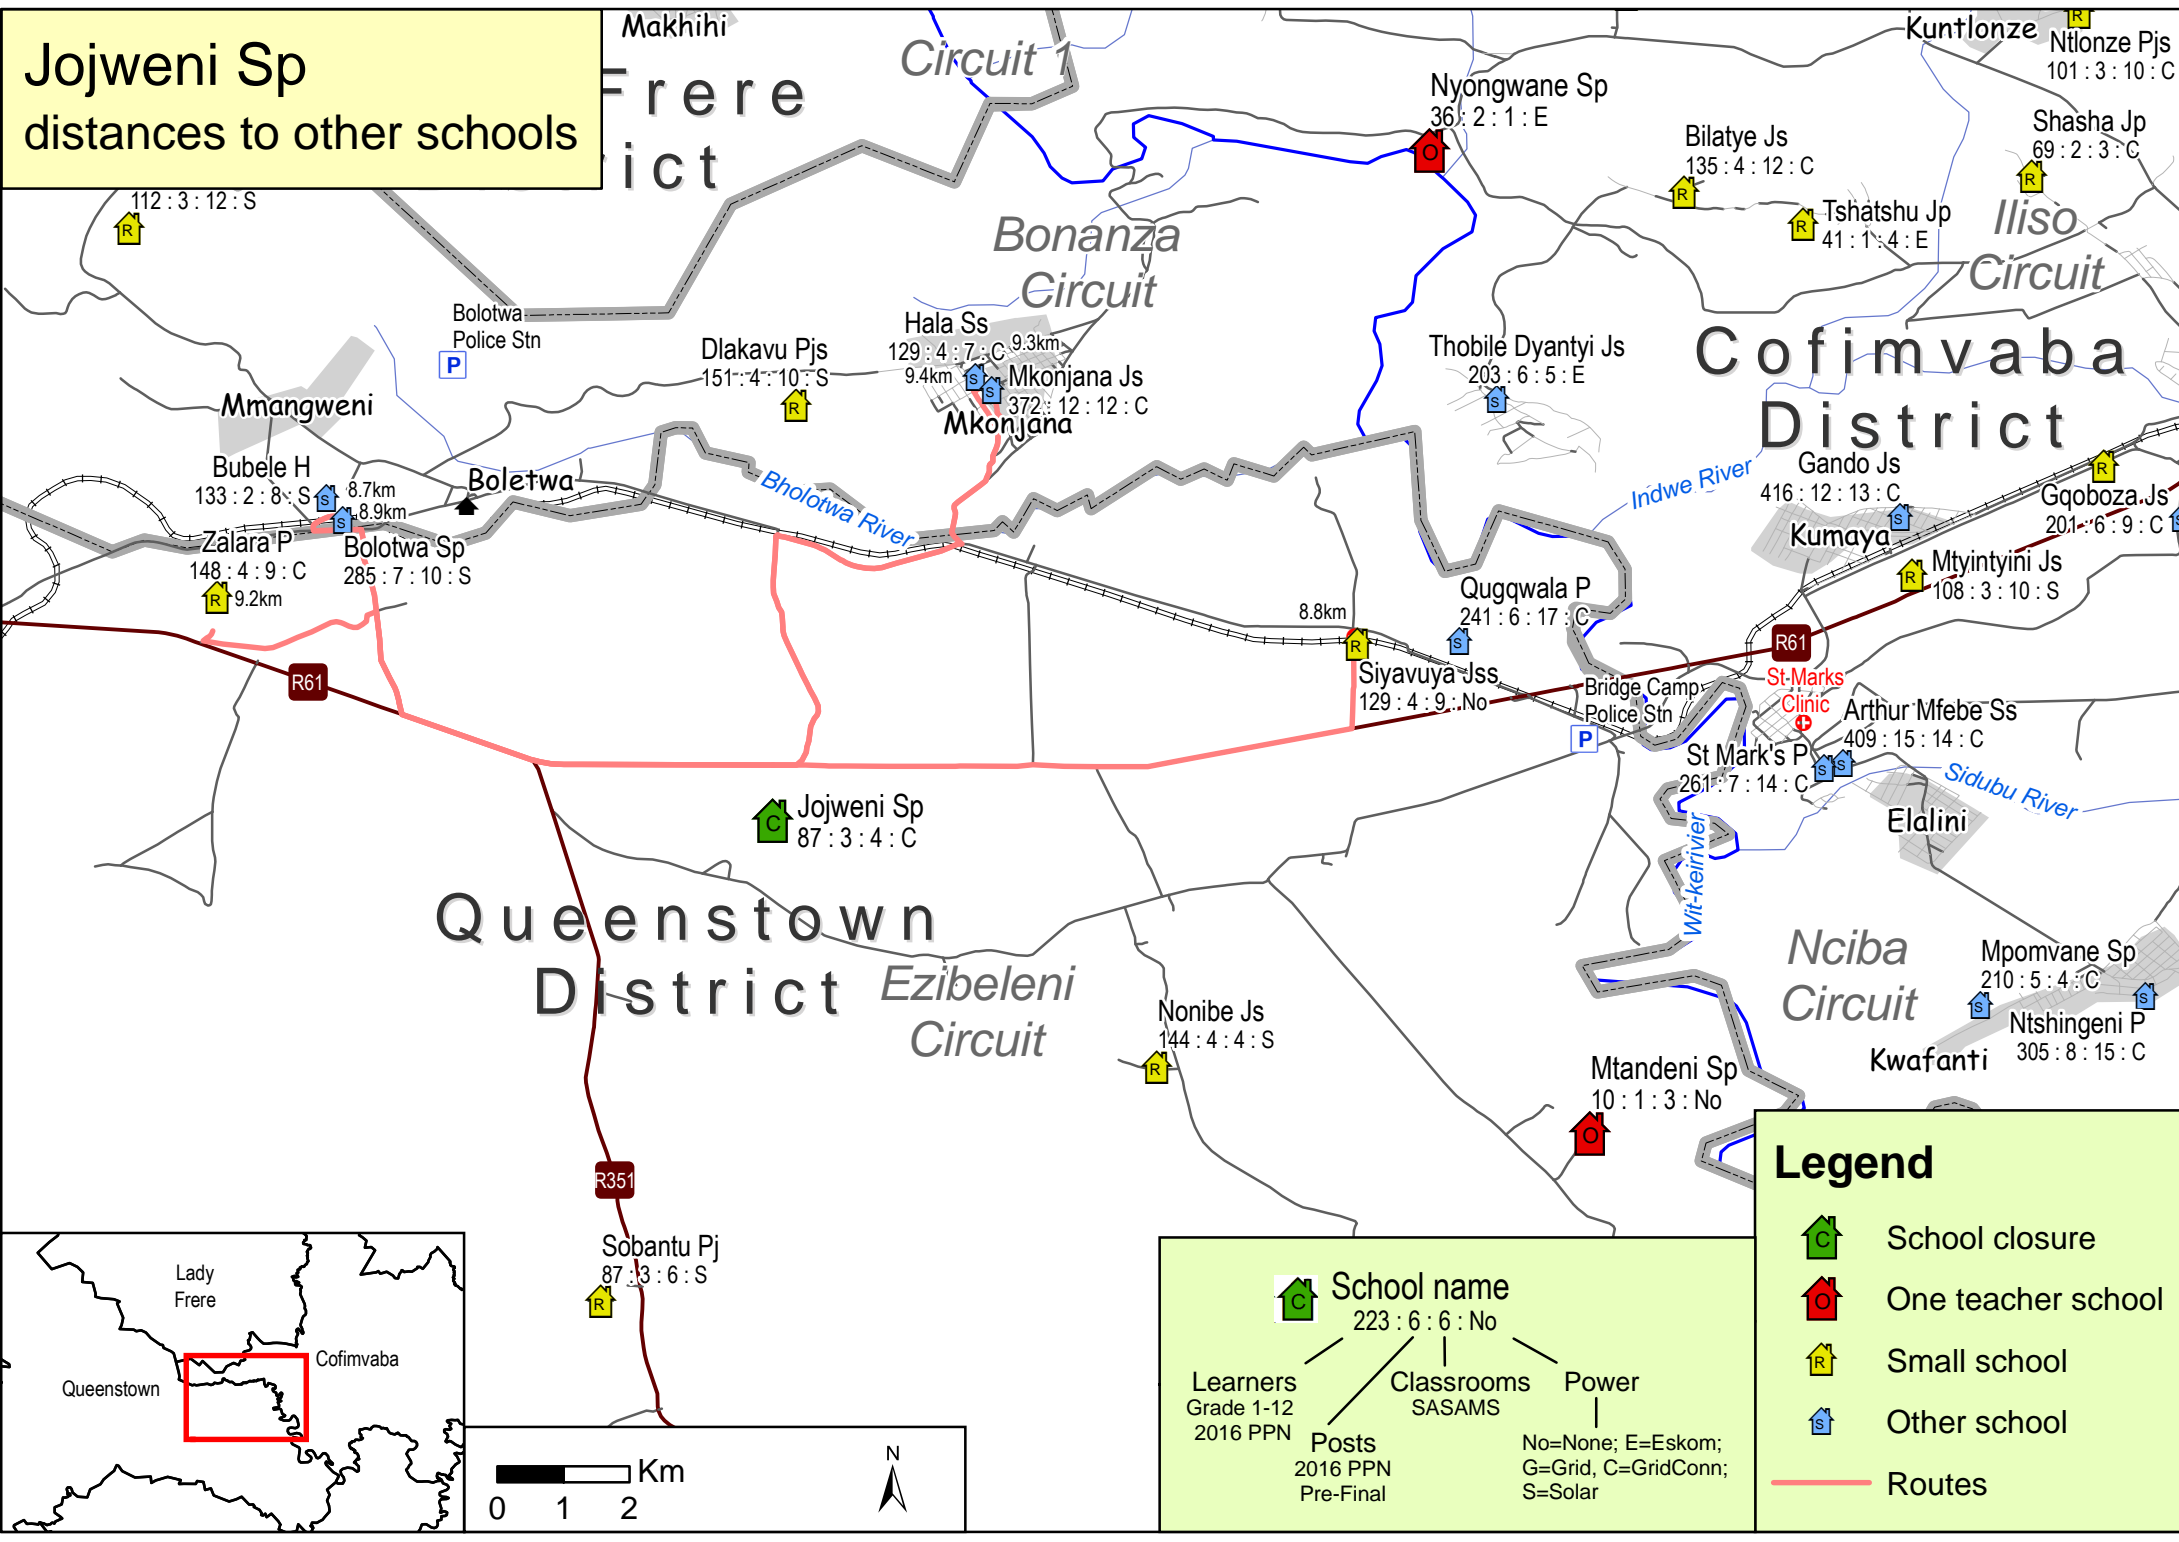 Jojweni Sp
distances to other schools
Makhihi
Frere
rict
Circuit 1
Kuntlonze
Ntlonze Pjs
101 : 3 : 10 : C
Nyongwane Sp
36 : 2 : 1 : E
O
Bilatye Js
135 : 4 : 12 : C
R
Shasha Jp
69 : 2 : 3 : C
R
Tshatshu Jp
41 : 1 : 4 : E
R
112 : 3 : 12 : S
R
Iliso
Circuit
Bonanza
Circuit
Bolotwa
Police Stn
P
Hala Ss
129 : 4 : 7 : C
9.3km
9.4km
S
S
Mkonjana Js
372 : 12 : 12 : C
Mkonjana
Dlakavu Pjs
151 : 4 : 10 : S
R
Thobile Dyantyi Js
203 : 6 : 5 : E
S
Cofimvaba
District
Mmangweni
Bubele H
133 : 2 : 8 : S
S
8.7km
8.9km
S
Boletwa
Bholotwa River
Indwe River
Gando Js
416 : 12 : 13 : C
S
Kumaya
R
Gqoboza Js
201 : 6 : 9 : C
S
Zalara P
148 : 4 : 9 : C
R
9.2km
Bolotwa Sp
285 : 7 : 10 : S
Mtyintyini Js
108 : 3 : 10 : S
R
Qugqwala P
241 : 6 : 17 : C
S
8.8km
R
Siyavuya Jss
129 : 4 : 9 : No
R61
R61
Bridge Camp
Police Stn
P
St Marks
Clinic
Arthur Mfebe Ss
409 : 15 : 14 : C
St Mark's P
261 : 7 : 14 : C
S
S
Sidubu River
Elalini
Wit-keirivier
C
Jojweni Sp
87 : 3 : 4 : C
Queenstown
District
Ezibeleni
Circuit
Nciba
Circuit
Mpomvane Sp
210 : 5 : 4 : C
S
S
Ntshingeni P
305 : 8 : 15 : C
Kwafanti
Nonibe Js
144 : 4 : 4 : S
R
Mtandeni Sp
10 : 1 : 3 : No
O
R351
Sobantu Pj
87 : 3 : 6 : S
R
Lady
Frere
Cofimvaba
Queenstown
Km
0 1 2
N
C
School name
223 : 6 : 6 : No
Learners
Grade 1-12
2016 PPN
Posts
2016 PPN
Pre-Final
Classrooms
SASAMS
Power
No=None; E=Eskom;
G=Grid, C=GridConn;
S=Solar
Legend
C School closure
O One teacher school
R Small school
S Other school
Routes